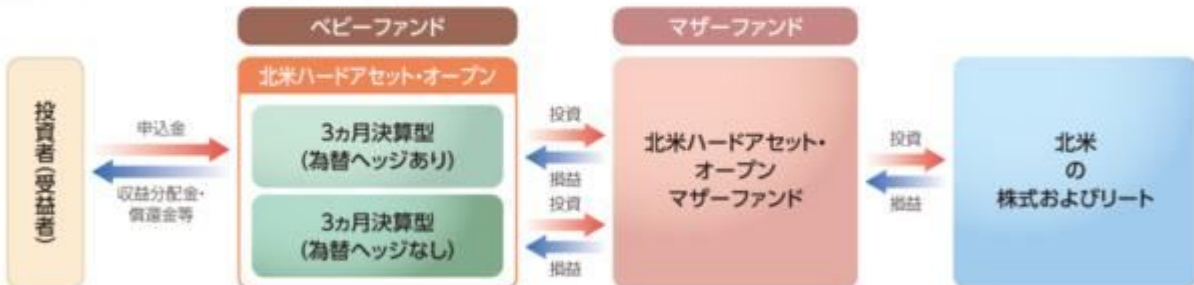 ベビーファンド
マザーファンド
投資者(受益者)
申込金
収益分配金・
償還金等
北米ハードアセット・オープン
3ヵ月決算型
(為替ヘッジあり)
3ヵ月決算型
(為替ヘッジなし)
投資
損益
投資
損益
北米ハードアセット・
オープン
マザーファンド
投資
損益
北米
の
株式およびリート